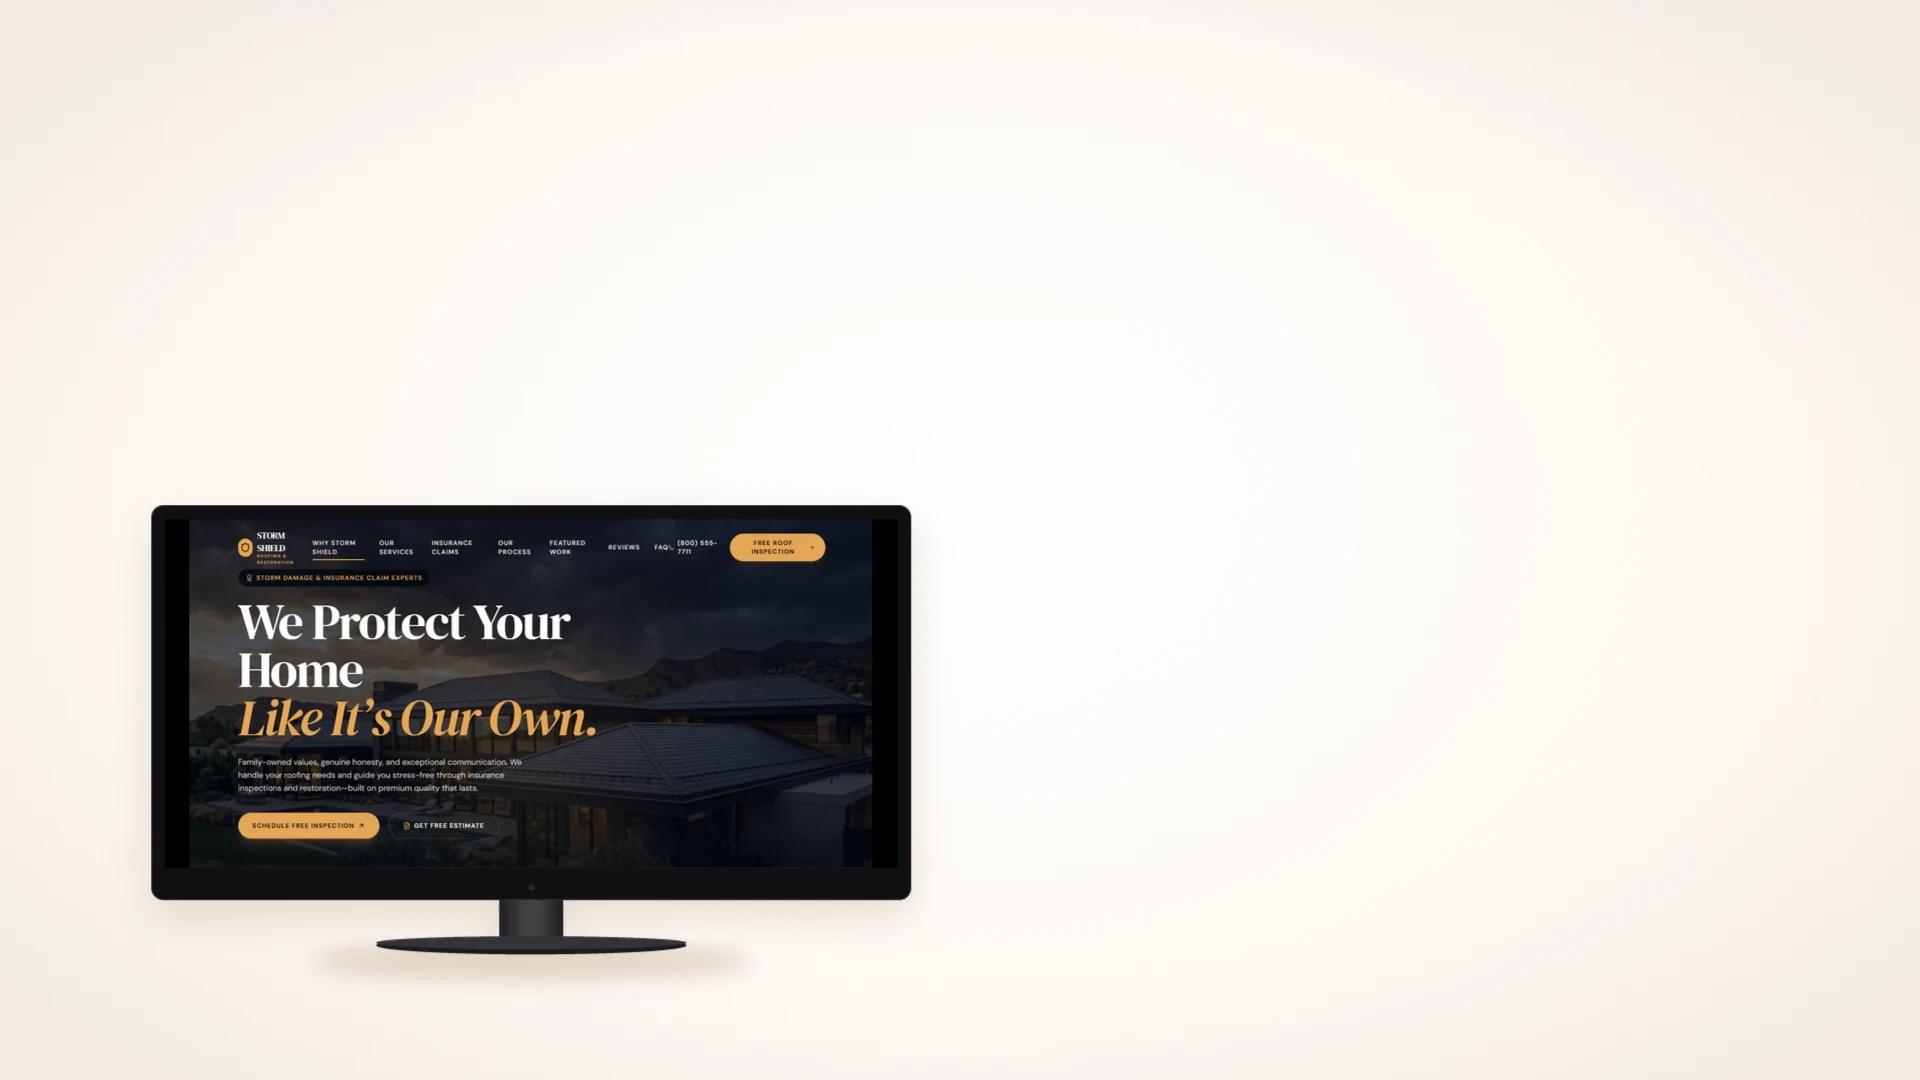 STORM
SHIELD
ROOFING &
RESTORATION
WHY STORM
SHIELD
OUR
SERVICES
INSURANCE
CLAIMS
OUR
PROCESS
FEATURED
WORK
REVIEWS
FAQ
(800) 555-
7711
FREE ROOF
INSPECTION
STORM DAMAGE & INSURANCE CLAIM EXPERTS
We Protect Your
Home
Like It’s Our Own.
Family-owned values, genuine honesty, and exceptional communication. We
handle your roofing needs and guide you stress-free through insurance
inspections and restoration—built on premium quality that lasts.
SCHEDULE FREE INSPECTION
GET FREE ESTIMATE